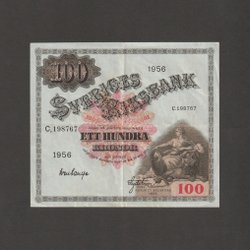 100
1956
SVERIGES
RIKSBANK
C,198767
C,198767
ETT HUNDRA
KRONOR
1956
100